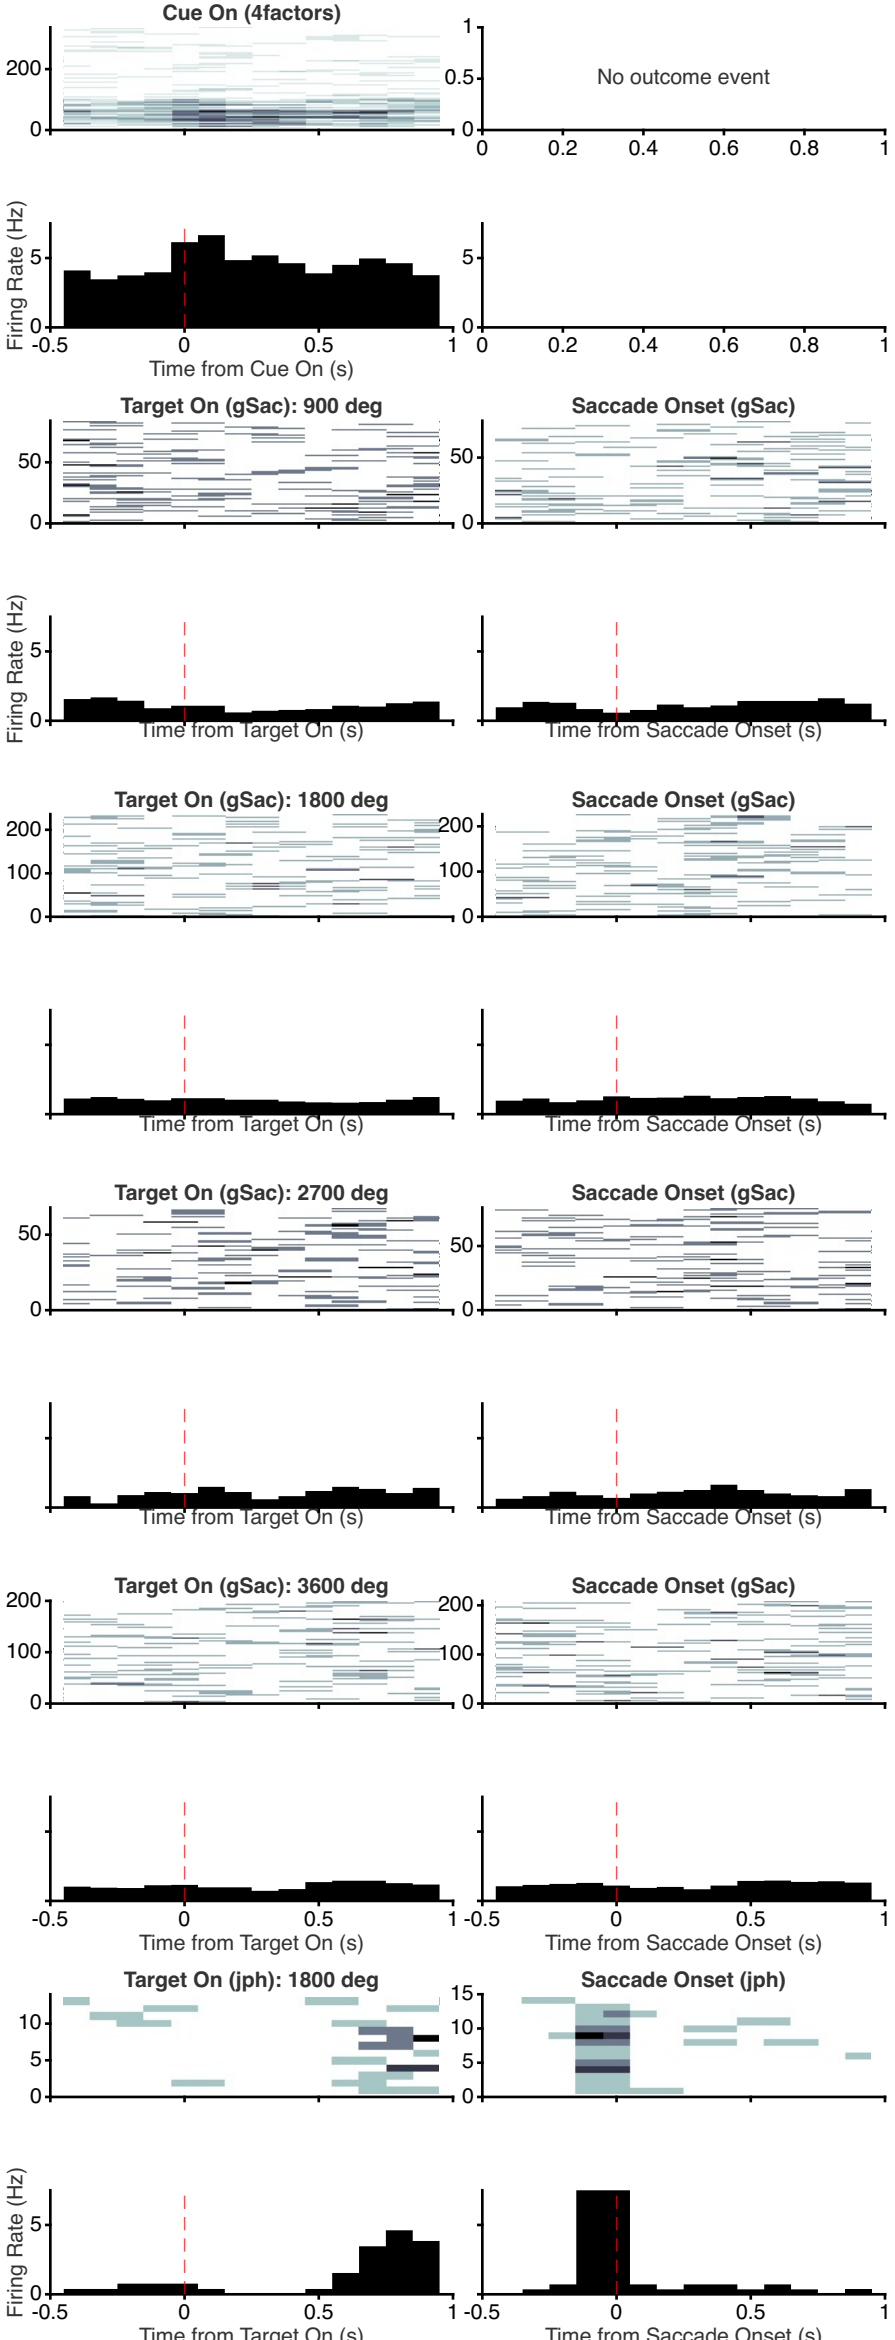 Cue On (4factors)
200
0
1
0.5
0
No outcome event
0 0.2 0.4 0.6 0.8 1
Firing Rate (Hz)
5
0
-0.5 0 0.5 1
Time from Cue On (s)
5
0
0 0.2 0.4 0.6 0.8 1
Target On (gSac): 900 deg
50
0
Saccade Onset (gSac)
50
0
Firing Rate (Hz)
5
0
Time from Target On (s)
Time from Saccade Onset (s)
Target On (gSac): 1800 deg
200
100
0
Saccade Onset (gSac)
200
100
0
Time from Target On (s)
Time from Saccade Onset (s)
Target On (gSac): 2700 deg
50
0
Saccade Onset (gSac)
50
0
Time from Target On (s)
Time from Saccade Onset (s)
Target On (gSac): 3600 deg
200
100
0
Saccade Onset (gSac)
200
100
0
-0.5 0 0.5 1
Time from Target On (s)
-0.5 0 0.5 1
Time from Saccade Onset (s)
Target On (jph): 1800 deg
10
5
0
Saccade Onset (jph)
15
10
5
0
Firing Rate (Hz)
5
0
-0.5 0 0.5 1
Time from Target On (s)
-0.5 0 0.5 1
Time from Saccade Onset (s)